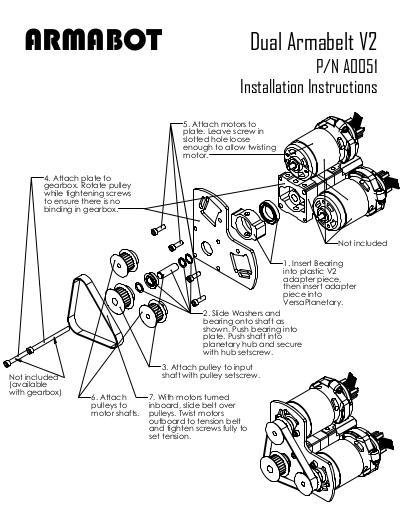 ARMABOT
Dual Armabelt V2
P/N A0051
Installation Instructions
5. Attach motors to
plate. Leave screw in
slotted hole loose
enough to allow twisting
motor.
4. Attach plate to
gearbox. Rotate pulley
while tightening screws
to ensure there is no
binding in gearbox.
Not included
1. Insert Bearing
into plastic V2
adapter piece,
then insert adapter
piece into
VersaPlanetary.
2. Slide Washers and
bearing onto shaft as
shown. Push bearing into
plate. Push shaft into
planetary hub and secure
with hub setscrew.
3. Attach pulley to input
shaft with pulley setscrew.
Not included
(available
with gearbox)
6. Attach
pulleys to
motor shafts.
7. With motors turned
inboard, slide belt over
pulleys. Twist motors
outboard to tension belt
and tighten screws fully to
set tension.